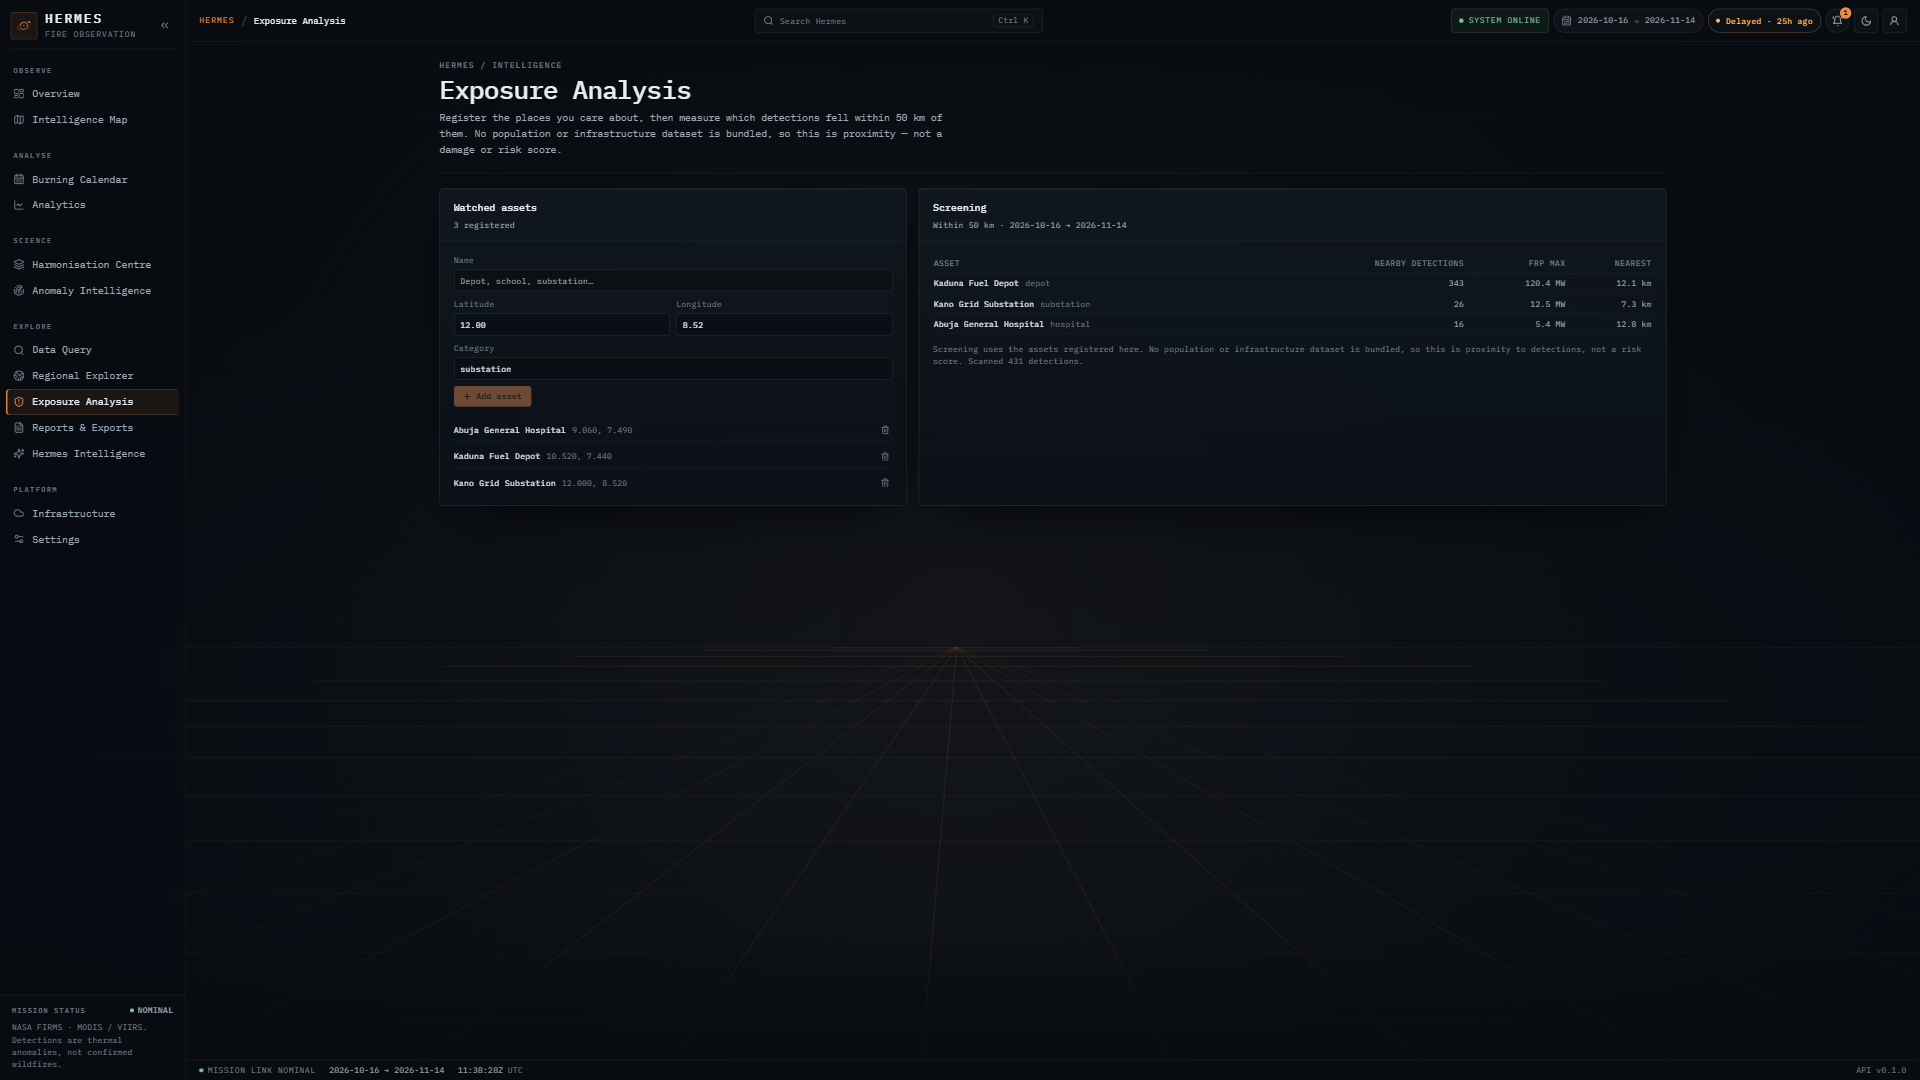 HERMES
FIRE OBSERVATION
OBSERVE
Overview
Intelligence Map
ANALYSE
Burning Calendar
Analytics
SCIENCE
Harmonisation Centre
Anomaly Intelligence
EXPLORE
Data Query
Regional Explorer
Exposure Analysis
Reports & Exports
Hermes Intelligence
PLATFORM
Infrastructure
Settings
MISSION STATUS NOMINAL
NASA FIRMS · MODIS / VIIRS.
Detections are thermal
anomalies, not confirmed
wildfires.
HERMES / Exposure Analysis
Search Hermes Ctrl K
SYSTEM ONLINE
2026-10-16 → 2026-11-14
Delayed · 25h ago
1
HERMES / INTELLIGENCE
Exposure Analysis
Register the places you care about, then measure which detections fell within 50 km of
them. No population or infrastructure dataset is bundled, so this is proximity — not a
damage or risk score.
Watched assets
3 registered
Name
Depot, school, substation…
Latitude Longitude
12.00 8.52
Category
substation
+ Add asset
Abuja General Hospital 9.060, 7.490
Kaduna Fuel Depot 10.520, 7.440
Kano Grid Substation 12.000, 8.520
Screening
Within 50 km · 2026-10-16 → 2026-11-14
ASSET NEARBY DETECTIONS FRP MAX NEAREST
Kaduna Fuel Depot depot 343 120.4 MW 12.1 km
Kano Grid Substation substation 26 12.5 MW 7.3 km
Abuja General Hospital hospital 16 5.4 MW 12.8 km
Screening uses the assets registered here. No population or infrastructure dataset is bundled, so this is proximity to detections, not a risk
score. Scanned 431 detections.
MISSION LINK NOMINAL 2026-10-16 → 2026-11-14 11:38:28Z UTC
API v0.1.0